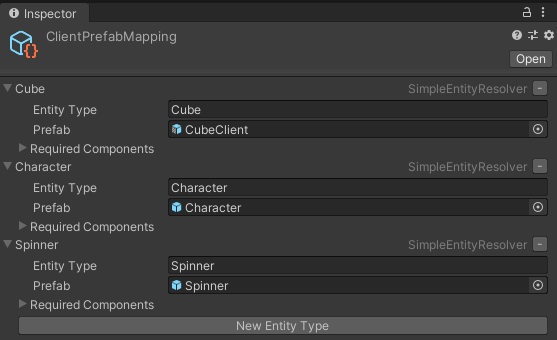 Inspector
ClientPrefabMapping
Open
Cube SimpleEntityResolver -
Entity Type Cube
Prefab CubeClient
Required Components
Character SimpleEntityResolver -
Entity Type Character
Prefab Character
Required Components
Spinner SimpleEntityResolver -
Entity Type Spinner
Prefab Spinner
Required Components
New Entity Type